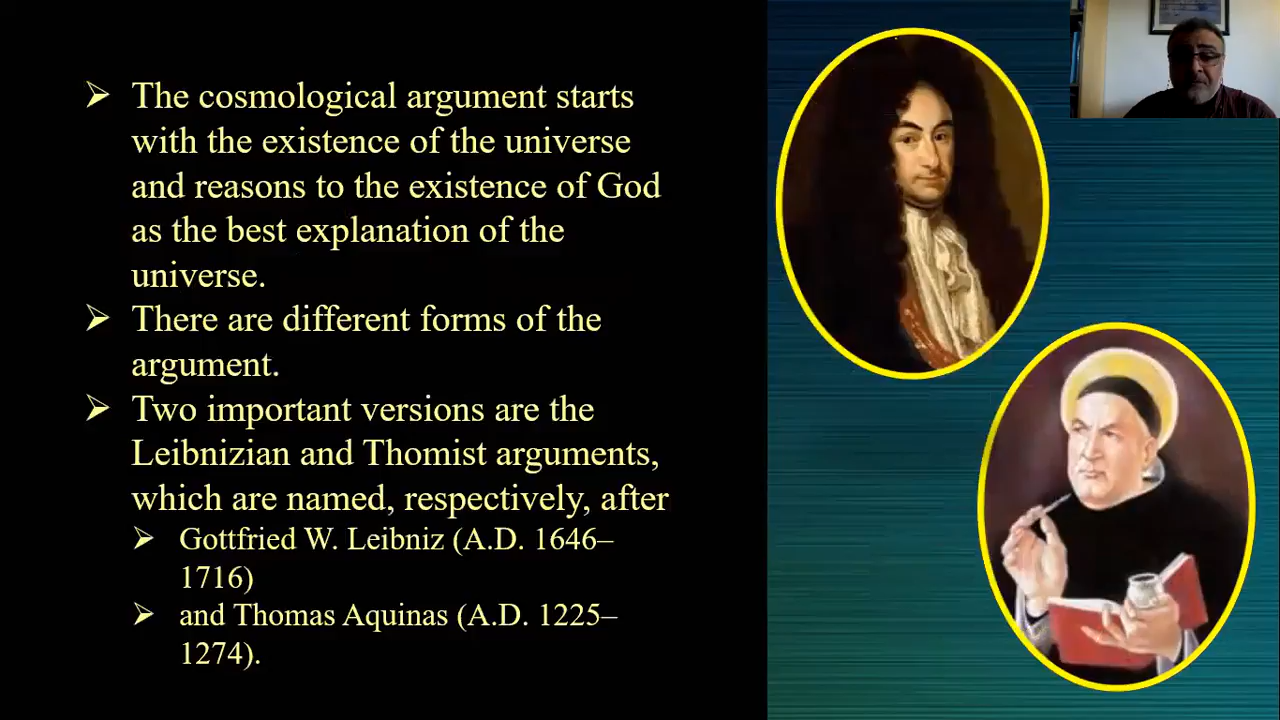 ➢ The cosmological argument starts
with the existence of the universe
and reasons to the existence of God
as the best explanation of the
universe.
➢ There are different forms of the
argument.
➢ Two important versions are the
Leibnizian and Thomist arguments,
which are named, respectively, after
➢ Gottfried W. Leibniz (A.D. 1646–
1716)
➢ and Thomas Aquinas (A.D. 1225–
1274).